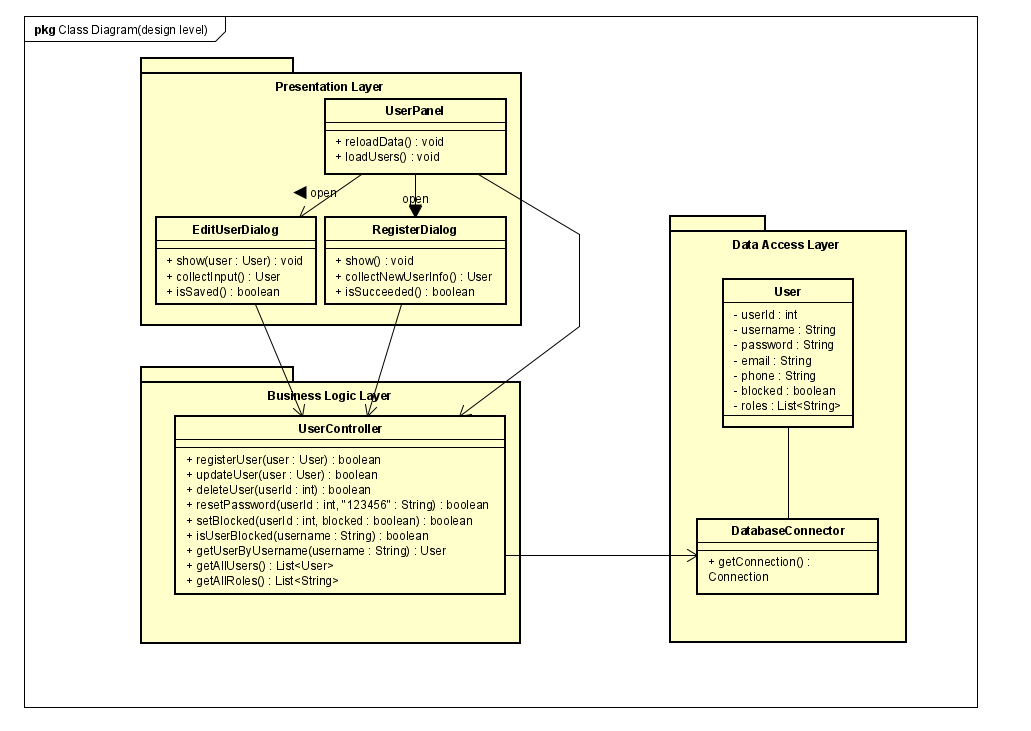 pkg Class Diagram(design level)
Presentation Layer
UserPanel
+ reloadData() : void
+ loadUsers() : void
open
open
EditUserDialog
+ show(user : User) : void
+ collectInput() : User
+ isSaved() : boolean
RegisterDialog
+ show() : void
+ collectNewUserInfo() : User
+ isSucceeded() : boolean
Business Logic Layer
UserController
+ registerUser(user : User) : boolean
+ updateUser(user : User) : boolean
+ deleteUser(userId : int) : boolean
+ resetPassword(userId : int, "123456" : String) : boolean
+ setBlocked(userId : int, blocked : boolean) : boolean
+ isUserBlocked(username : String) : boolean
+ getUserByUsername(username : String) : User
+ getAllUsers() : List<User>
+ getAllRoles() : List<String>
Data Access Layer
User
- userId : int
- username : String
- password : String
- email : String
- phone : String
- blocked : boolean
- roles : List<String>
DatabaseConnector
+ getConnection() :
Connection